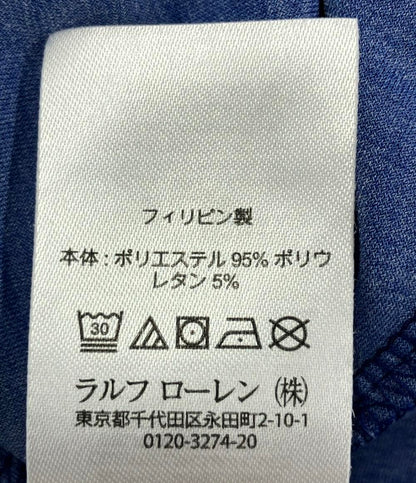 フィリピン製
本体 : ポリエステル 95% ポリウ
レタン 5%
30
ラルフ ローレン (株)
東京都千代田区永田町2-10-1
0120-3274-20